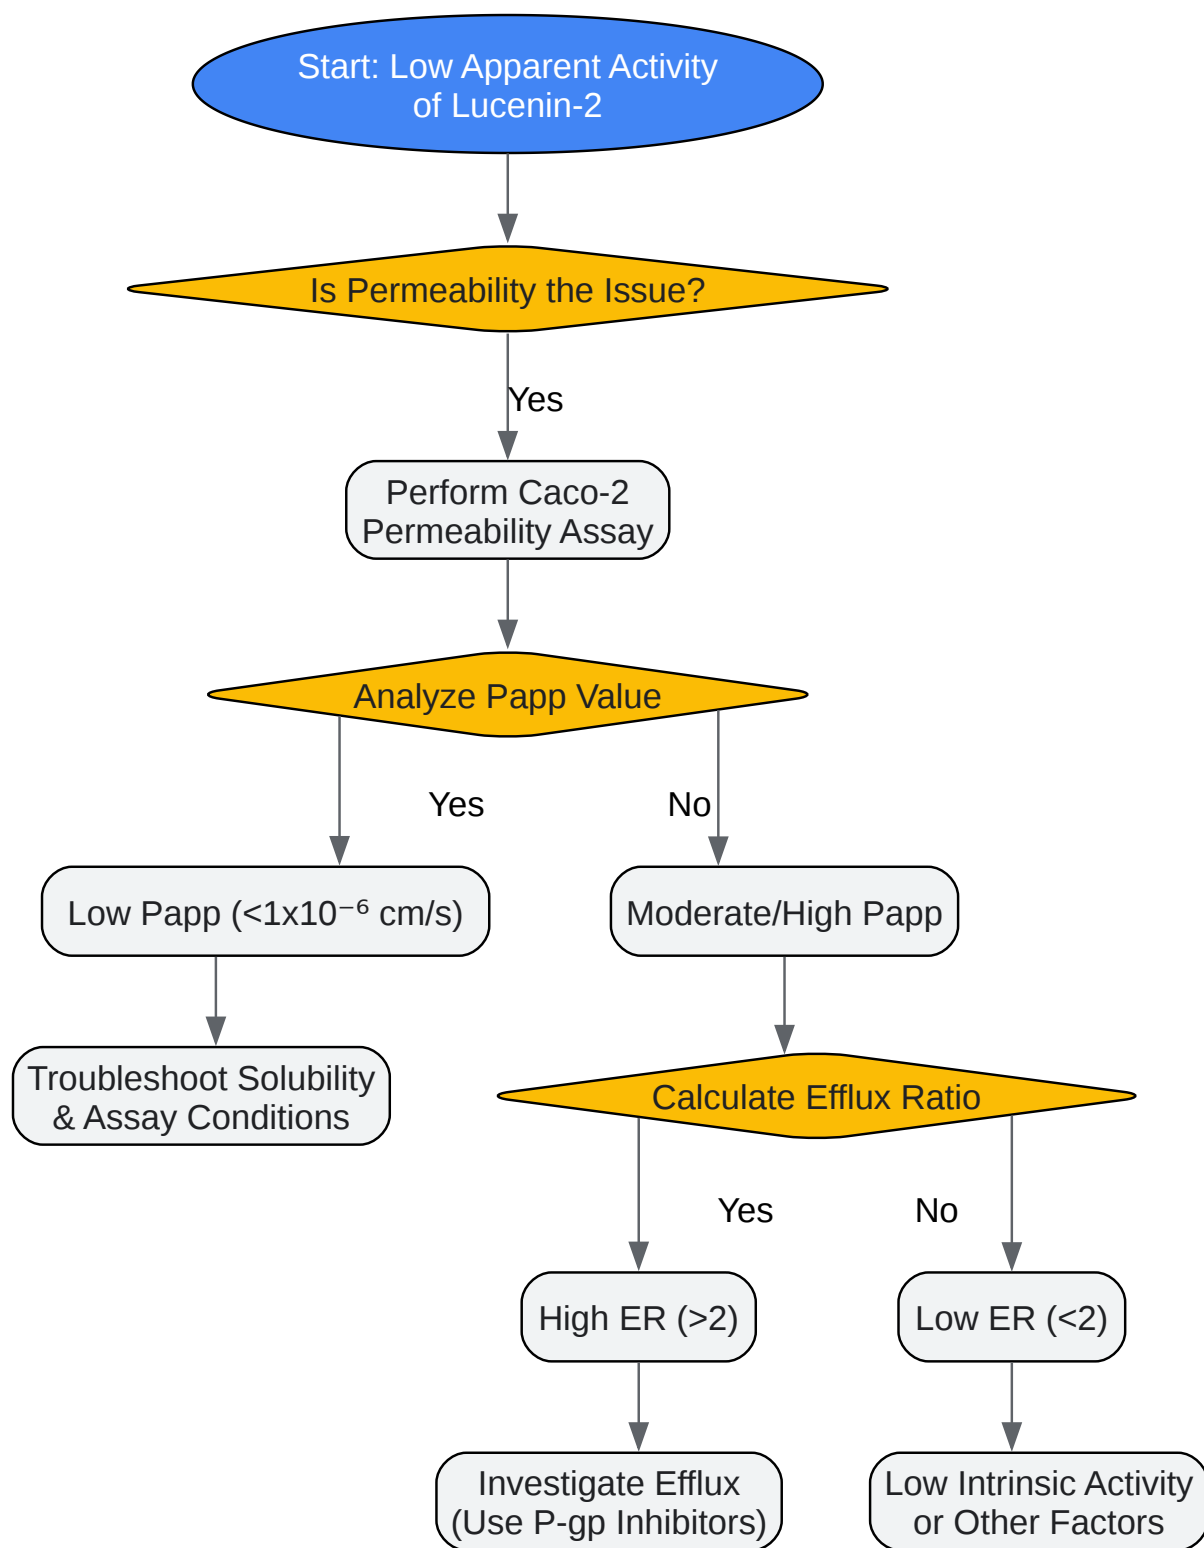 Start: Low Apparent Activity
of Lucenin-2
Is Permeability the Issue?
Yes
Perform Caco-2
Permeability Assay
Analyze Papp Value
Yes
No
Low Papp (<1x10⁻⁶ cm/s)
Moderate/High Papp
Troubleshoot Solubility
& Assay Conditions
Calculate Efflux Ratio
Yes
No
High ER (>2)
Low ER (<2)
Investigate Efflux
(Use P-gp Inhibitors)
Low Intrinsic Activity
or Other Factors